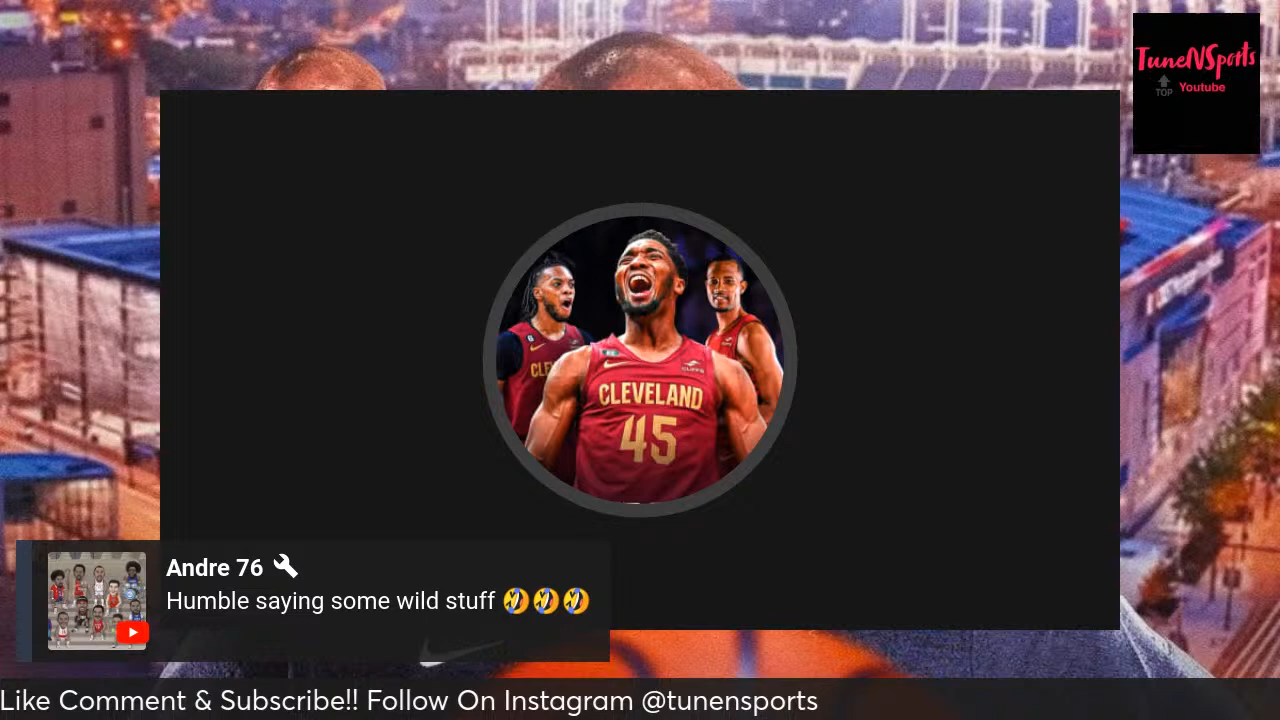 TuneNSports
TOP Youtube
CLE
CLEVELAND
45
Andre 76
Humble saying some wild stuff 🤣🤣🤣
Like Comment & Subscribe!! Follow On Instagram @tunensports